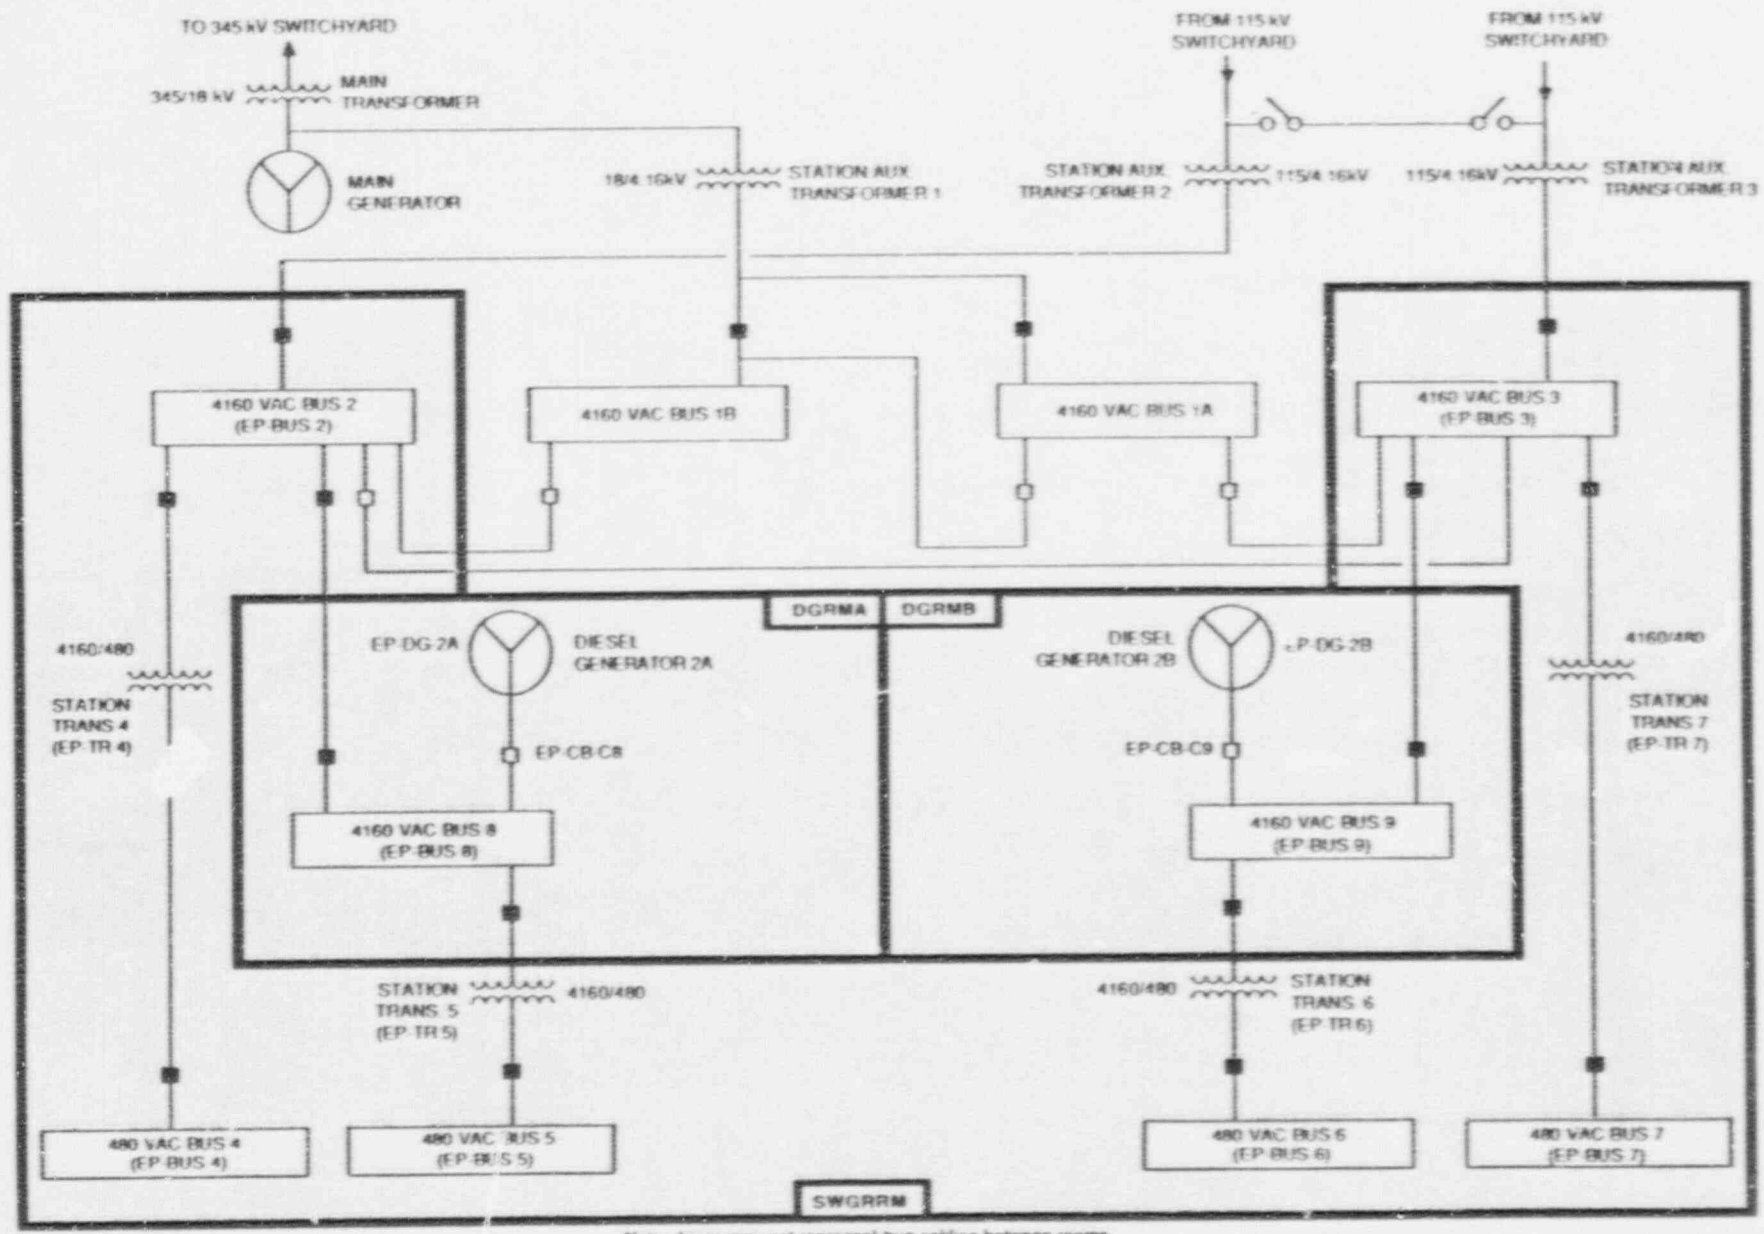 TO 345 kV SWITCHYARD
FROM 115 kV
SWITCHYARD
FROM 115 kV
SWITCHYARD
345/18 kV
MAIN
TRANSFORMER
MAIN
GENERATOR
18/4.16kV
STATION AUX.
TRANSFORMER 1
STATION AUX.
TRANSFORMER 2
115/4.16kV
115/4.16kV
STATION AUX.
TRANSFORMER 3
4160 VAC BUS 2
(EP-BUS 2)
4160 VAC BUS 1B
4160 VAC BUS 1A
4160 VAC BUS 3
(EP-BUS 3)
DGRMA
DGRMB
EP-DG-2A
DIESEL
GENERATOR 2A
DIESEL
GENERATOR 2B
P-DG-2B
4160/480
STATION
TRANS 4
(EP-TR 4)
4160/480
STATION
TRANS 7
(EP-TR 7)
EP-CB-C8
EP-CB-C9
4160 VAC BUS 8
(EP-BUS 8)
4160 VAC BUS 9
(EP-BUS 9)
STATION
TRANS. 5
(EP-TR 5)
4160/480
4160/480
STATION
TRANS. 6
(EP-TR 6)
480 VAC BUS 4
(EP-BUS 4)
480 VAC BUS 5
(EP-BUS 5)
480 VAC BUS 6
(EP-BUS 6)
480 VAC BUS 7
(EP-BUS 7)
SWGRRM